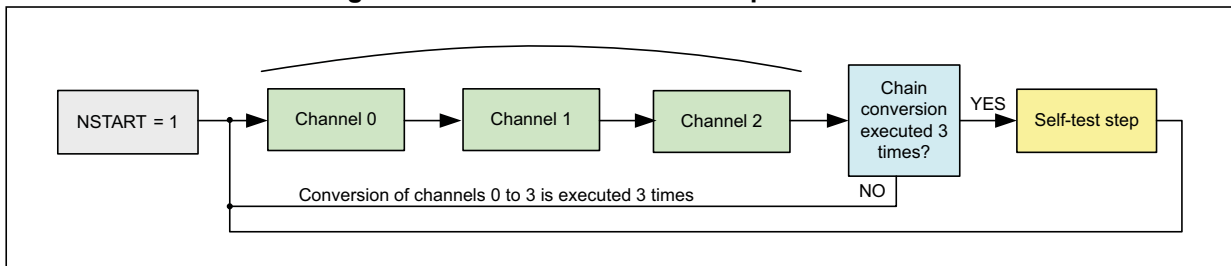 NSTART = 1
Channel 0
Channel 1
Channel 2
Chain
conversion
executed 3
times?
YES
Self-test step
NO
Conversion of channels 0 to 3 is executed 3 times